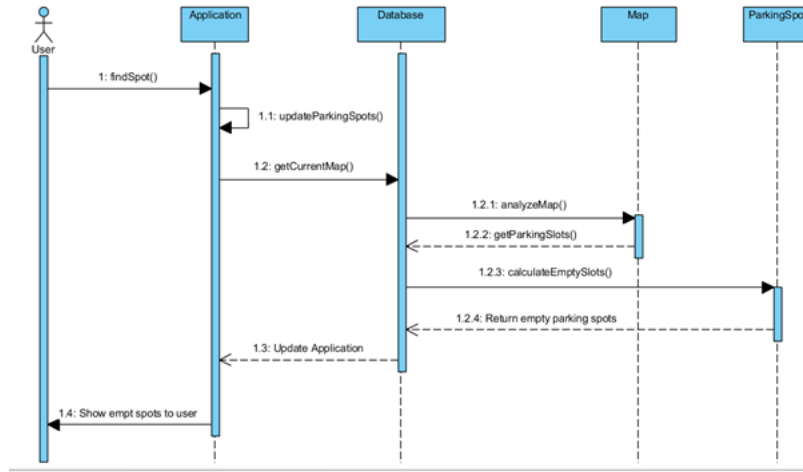 Application
Database
Map
ParkingSpo
User
1: findSpot()
1.1: updateParkingSpots()
1.2: getCurrentMap()
1.2.1: analyzeMap()
1.2.2: getParkingSlots()
1.2.3: calculateEmptySlots()
1.2.4: Return empty parking spots
1.3: Update Application
1.4: Show empt spots to user